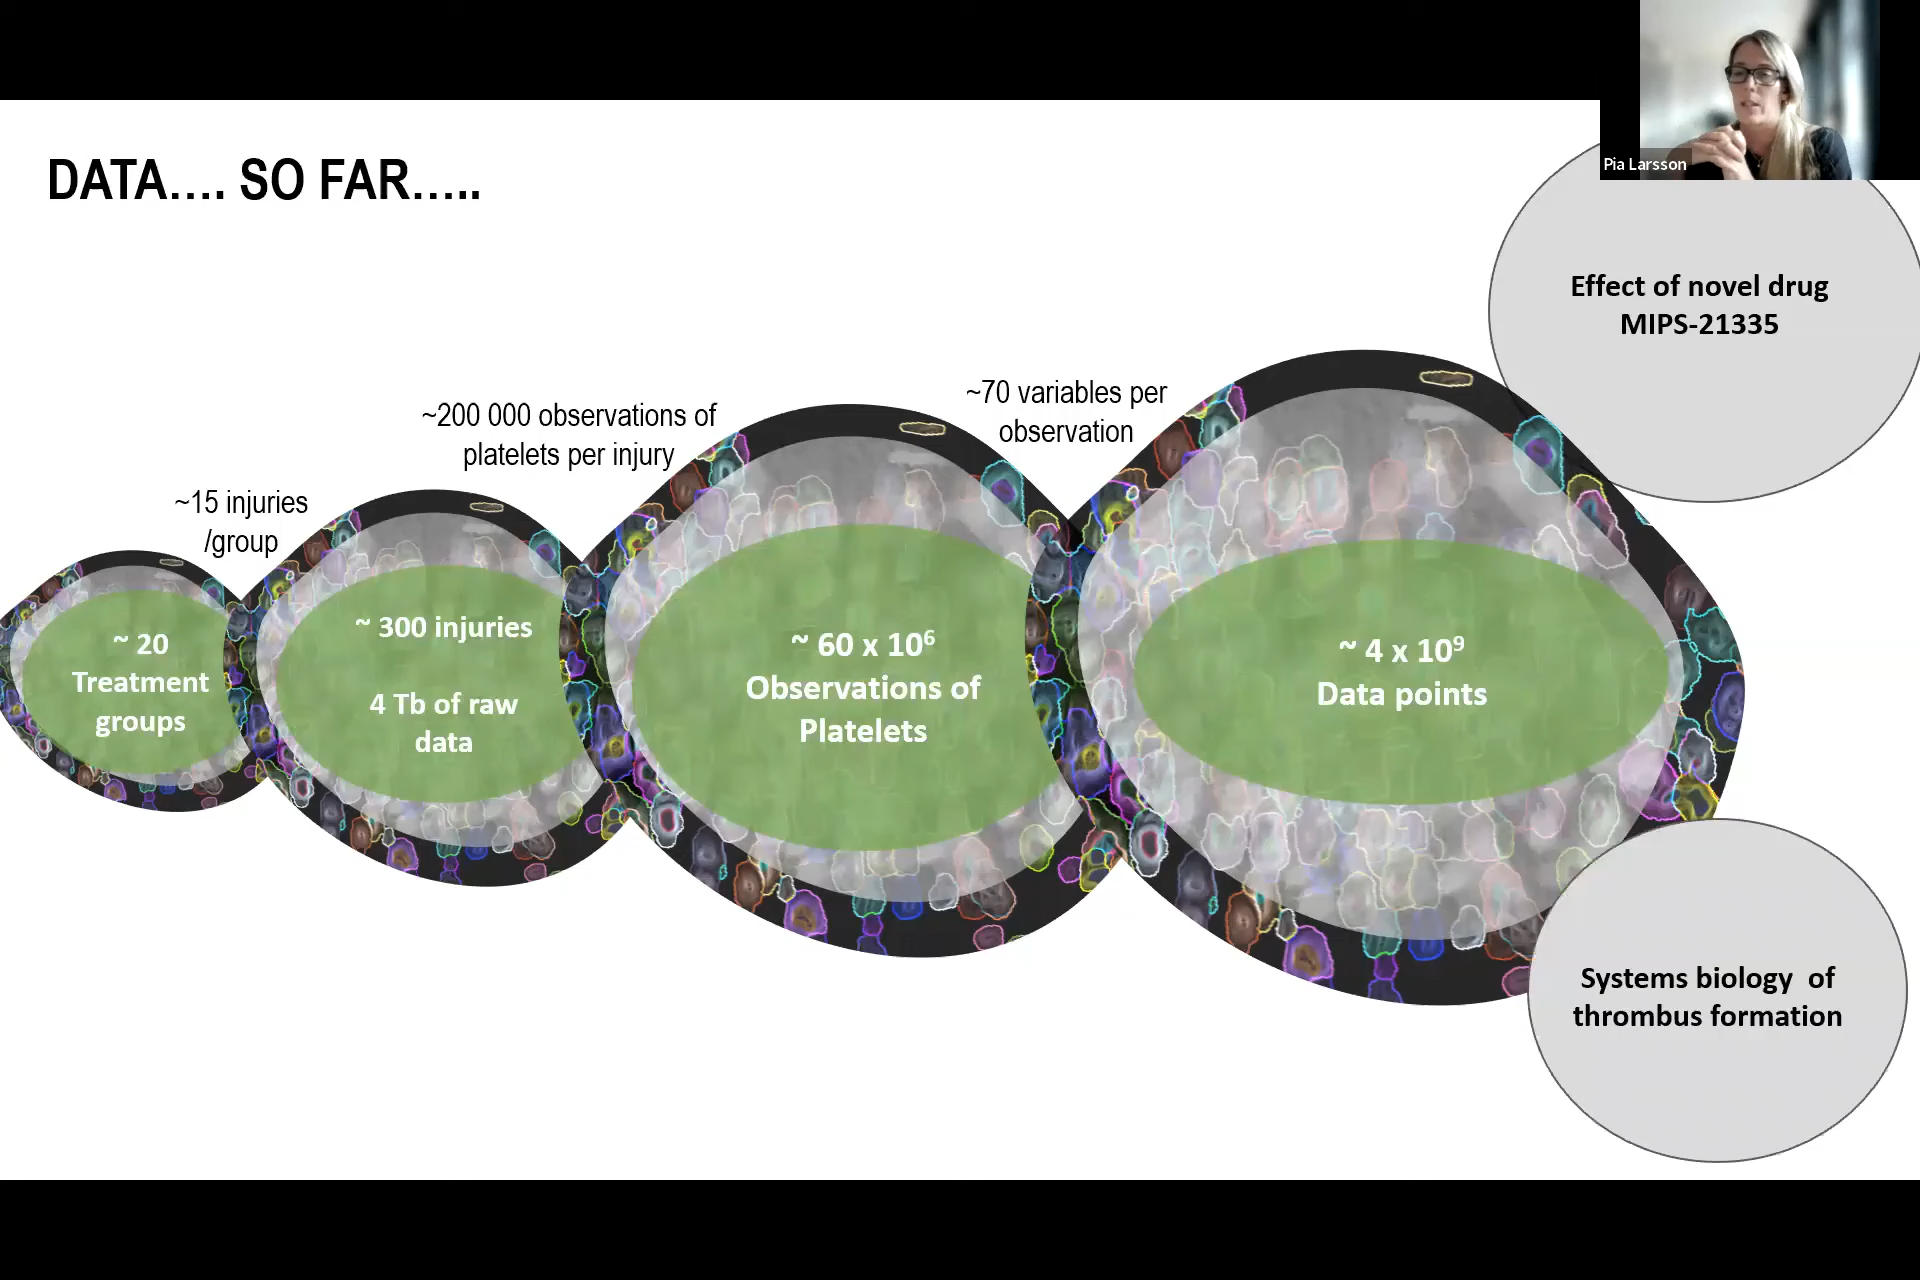 Pia Larsson
DATA.... SO FAR.....
Effect of novel drug
MIPS-21335
~70 variables per
observation
~200 000 observations of
platelets per injury
~15 injuries
/group
~ 20
Treatment
groups
~ 300 injuries
4 Tb of raw
data
~ 60 x 10⁶
Observations of
Platelets
~ 4 x 10⁹
Data points
Systems biology  of
thrombus formation